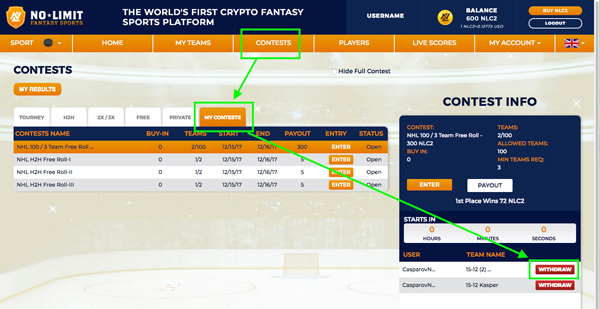 NO·LIMIT
FANTASY SPORTS
THE WORLD'S FIRST CRYPTO FANTASY
SPORTS PLATFORM
USERNAME
BALANCE
600 NLC2
1 NLC2=0.13773 USD
BUY NLC2
LOGOUT
SPORT HOME MY TEAMS CONTESTS PLAYERS LIVE SCORES MY ACCOUNT
CONTESTS
Hide Full Contest
MY RESULTS
TOURNEY H2H 2X / 3X FREE PRIVATE MY CONTESTS
CONTESTS NAME BUY-IN TEAMS START END PAYOUT ENTRY STATUS
NHL 100 / 3 Team Free Roll ... 0 2/100 12/15/17 12/16/17 300 ENTER Open
NHL H2H Free Roll-I 0 1/2 12/15/17 12/16/17 5 ENTER Open
NHL H2H Free Roll-II 0 1/2 12/15/17 12/16/17 5 ENTER Open
NHL H2H Free Roll-III 0 1/2 12/15/17 12/16/17 5 ENTER Open
CONTEST INFO
CONTEST:
NHL 100 / 3 Team Free Roll -
300 NLC2
BUY IN:
0
TEAMS:
2/100
ALLOWED TEAMS:
100
MIN TEAMS REQ:
3
ENTER PAYOUT
1st Place Wins 72 NLC2
STARTS IN
0 0 0
HOURS MINUTES SECONDS
USER TEAM NAME
CasparovN... 15-12 (2) ... WITHDRAW
CasparovN... 15-12 Kasper WITHDRAW